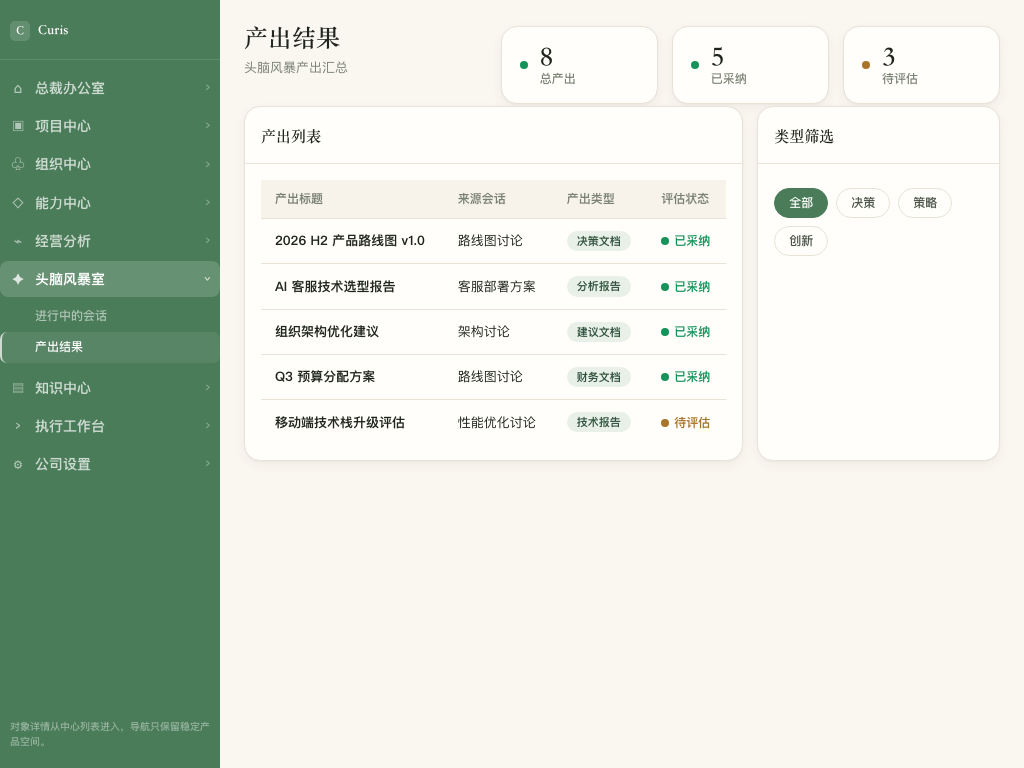 C Curis
总裁办公室
项目中心
组织中心
能力中心
经营分析
头脑风暴室
进行中的会话
产出结果
知识中心
执行工作台
公司设置
对象详情从中心列表进入，导航只保留稳定产
品空间。
产出结果
头脑风暴产出汇总
8
总产出
5
已采纳
3
待评估
产出列表
产出标题 来源会话 产出类型 评估状态
2026 H2 产品路线图 v1.0 路线图讨论 决策文档 已采纳
AI 客服技术选型报告 客服部署方案 分析报告 已采纳
组织架构优化建议 架构讨论 建议文档 已采纳
Q3 预算分配方案 路线图讨论 财务文档 已采纳
移动端技术栈升级评估 性能优化讨论 技术报告 待评估
类型筛选
全部 决策 策略
创新